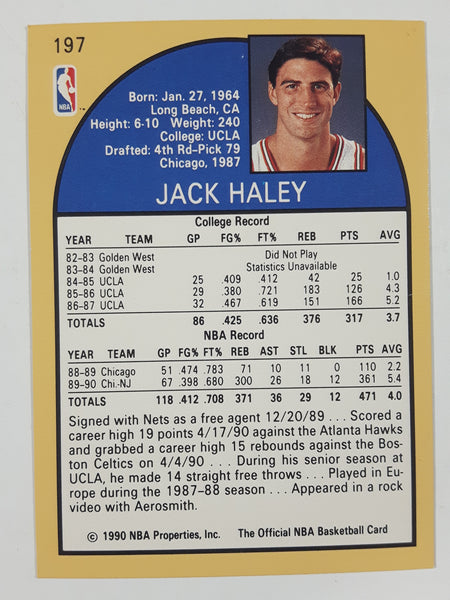 197
NBA
Born: Jan. 27, 1964
Long Beach, CA
Height: 6-10 Weight: 240
College: UCLA
Drafted: 4th Rd-Pick 79
Chicago, 1987
JACK HALEY
College Record
YEAR TEAM GP FG% FT% REB PTS AVG
82–83 Golden West Did Not Play
83–84 Golden West Statistics Unavailable
84–85 UCLA 25 .409 .412 42 25 1.0
85–86 UCLA 29 .380 .721 183 126 4.3
86–87 UCLA 32 .467 .619 151 166 5.2
TOTALS 86 .425 .636 376 317 3.7
NBA Record
YEAR TEAM GP FG% FT% REB AST STL BLK PTS AVG
88–89 Chicago 51 .474 .783 71 10 11 0 110 2.2
89–90 Chi.-NJ 67 .398 .680 300 26 18 12 361 5.4
TOTALS 118 .412 .708 371 36 29 12 471 4.0
Signed with Nets as a free agent 12/20/89 . . . Scored a
career high 19 points 4/17/90 against the Atlanta Hawks
and grabbed a career high 15 rebounds against the Bos-
ton Celtics on 4/4/90 . . . During his senior season at
UCLA, he made 14 straight free throws . . . Played in Eu-
rope during the 1987–88 season . . . Appeared in a rock
video with Aerosmith.
© 1990 NBA Properties, Inc. The Official NBA Basketball Card